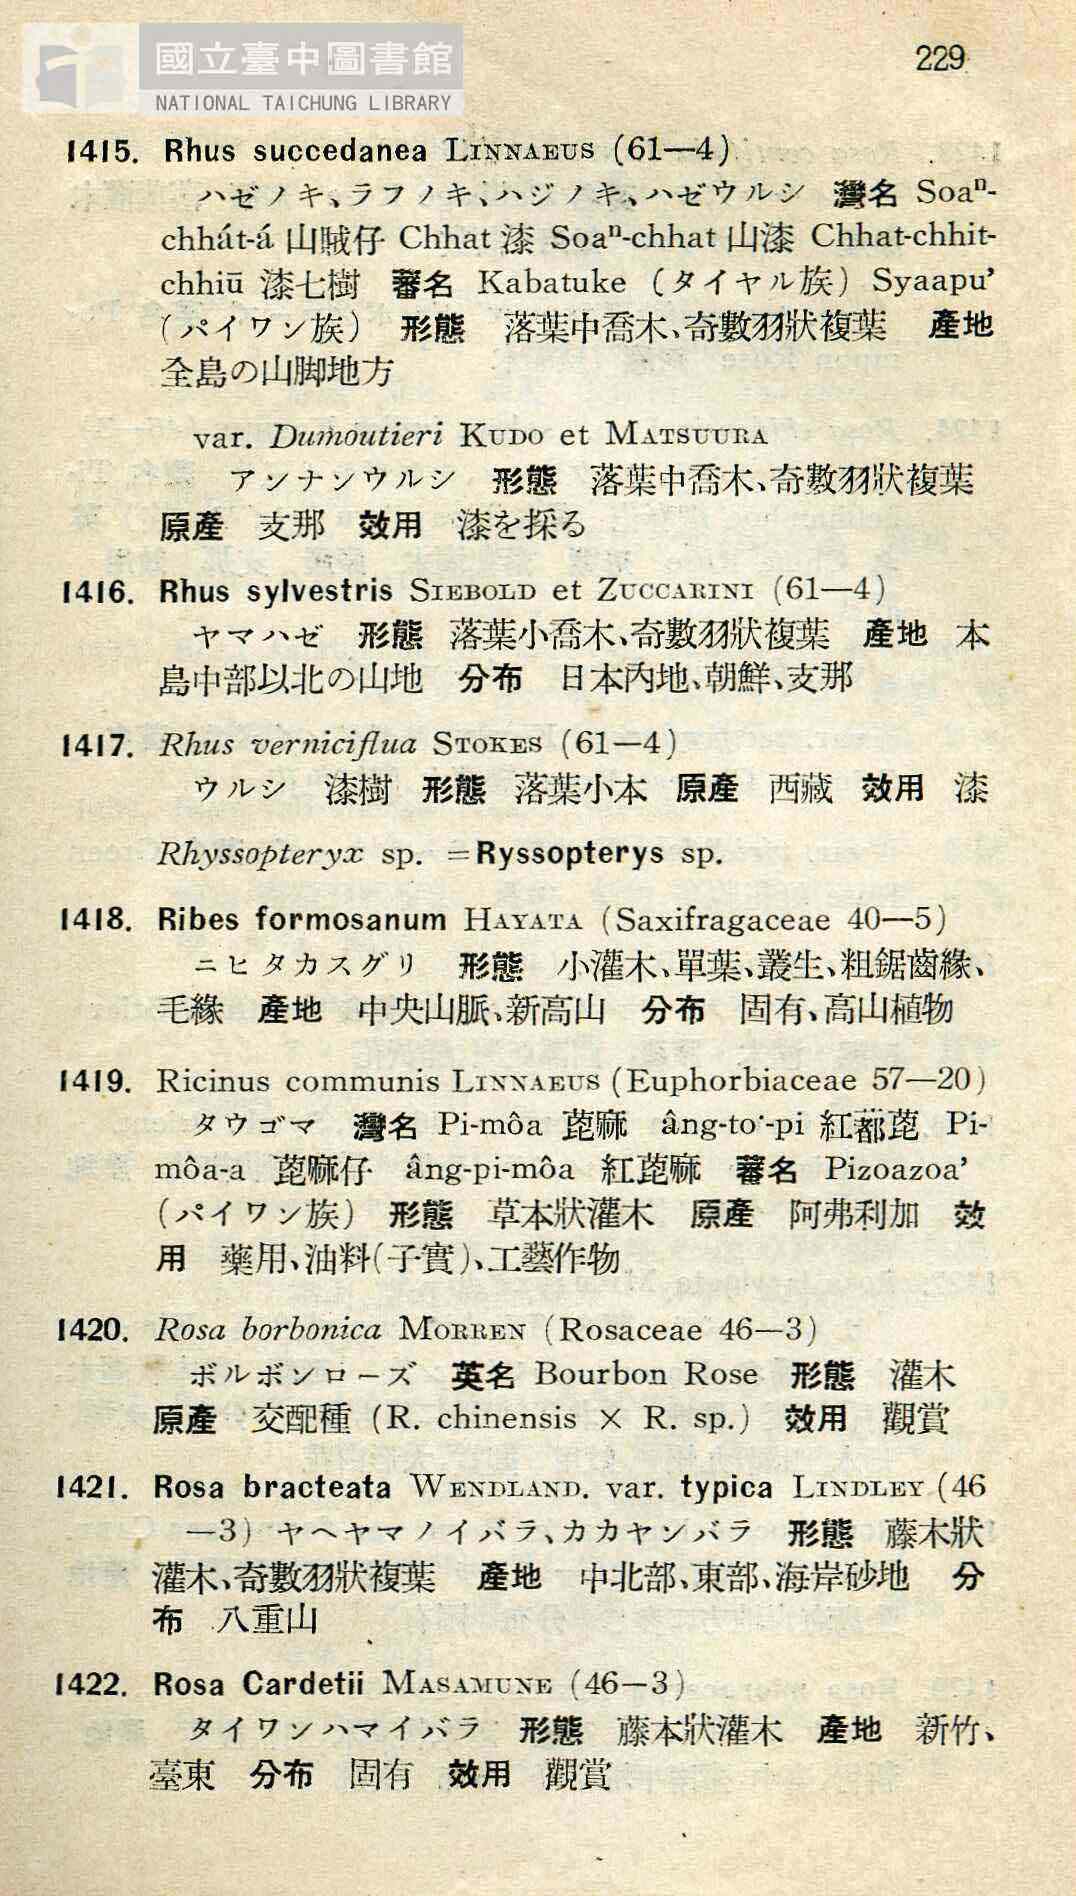 國立臺中圖書館
NATIONAL TAICHUNG LIBRARY
229
1415. Rhus succedanea LINNAEUS (61—4)
ハゼノキ、ラフノキ、ハジノキ、ハゼウルシ 灣名 Soaⁿ-
chhát-á 山賊仔 Chhat 漆 Soaⁿ-chhat 山漆 Chhat-chhit-
chhiū 漆七樹 蕃名 Kabatuke (タイヤル族) Syaapu’
(パイワン族) 形態 落葉中喬木、奇數羽狀複葉 產地
全島の山脚地方
var. Dumoutieri KUDO et MATSUURA
アンナンウルシ 形態 落葉中喬木、奇數羽狀複葉
原產 支那 效用 漆を採る
1416. Rhus sylvestris SIEBOLD et ZUCCARINI (61—4)
ヤマハゼ 形態 落葉小喬木、奇數羽狀複葉 產地 本
島中部以北の山地 分布 日本內地、朝鮮、支那
1417. Rhus verniciflua STOKES (61—4)
ウルシ 漆樹 形態 落葉小本 原產 西藏 效用 漆
Rhyssopteryx sp. =Ryssopterys sp.
1418. Ribes formosanum HAYATA (Saxifragaceae 40—5)
ニヒタカスグリ 形態 小灌木、單葉、叢生、粗鋸齒緣、
毛緣 產地 中央山脈、新高山 分布 固有、高山植物
1419. Ricinus communis LINNAEUS (Euphorbiaceae 57—20)
タウゴマ 灣名 Pi-môa 萞麻 âng-to͘-pi 紅都萞 Pi-
môa-a 萞麻仔 âng-pi-môa 紅萞麻 蕃名 Pizoazoa’
(パイワン族) 形態 草本狀灌木 原產 阿弗利加 效
用 藥用、油料(子實)、工藝作物
1420. Rosa borbonica MORREN (Rosaceae 46—3)
ボルボンローズ 英名 Bourbon Rose 形態 灌木
原產 交配種 (R. chinensis × R. sp.) 效用 觀賞
1421. Rosa bracteata WENDLAND. var. typica LINDLEY (46
—3) ヤヘヤマノイバラ、カカヤンバラ 形態 藤木狀
灌木、奇數羽狀複葉 產地 中北部、東部、海岸砂地 分
布 八重山
1422. Rosa Cardetii MASAMUNE (46—3)
タイワンハマイバラ 形態 藤本狀灌木 產地 新竹、
臺東 分布 固有 效用 觀賞